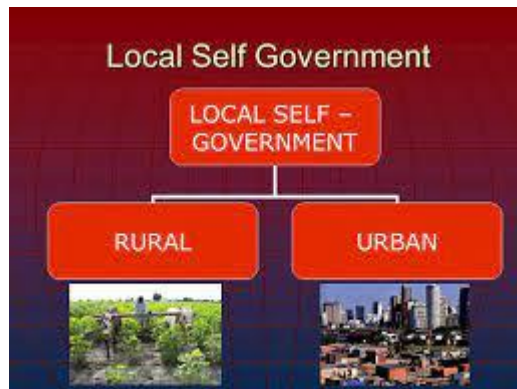 Local Self Government
LOCAL SELF –
GOVERNMENT
RURAL
URBAN